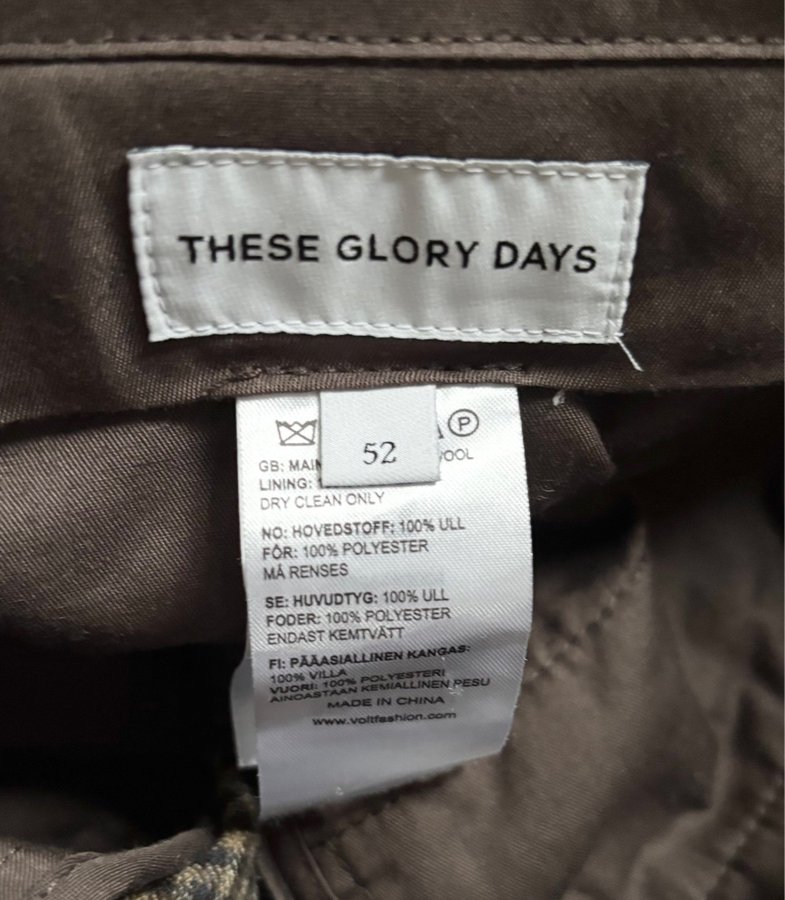 THESE GLORY DAYS
52
P
GB: MAIN
LINING:
DRY CLEAN ONLY
NO: HOVEDSTOFF: 100% ULL
FÔR: 100% POLYESTER
MÅ RENSES
SE: HUVUDTYG: 100% ULL
FODER: 100% POLYESTER
ENDAST KEMTVÄTT
FI: PÄÄASIALLINEN KANGAS:
100% VILLA
VUORI: 100% POLYESTERI
AINOASTAAN KEMIALLINEN PESU
MADE IN CHINA
www.voltfashion.com